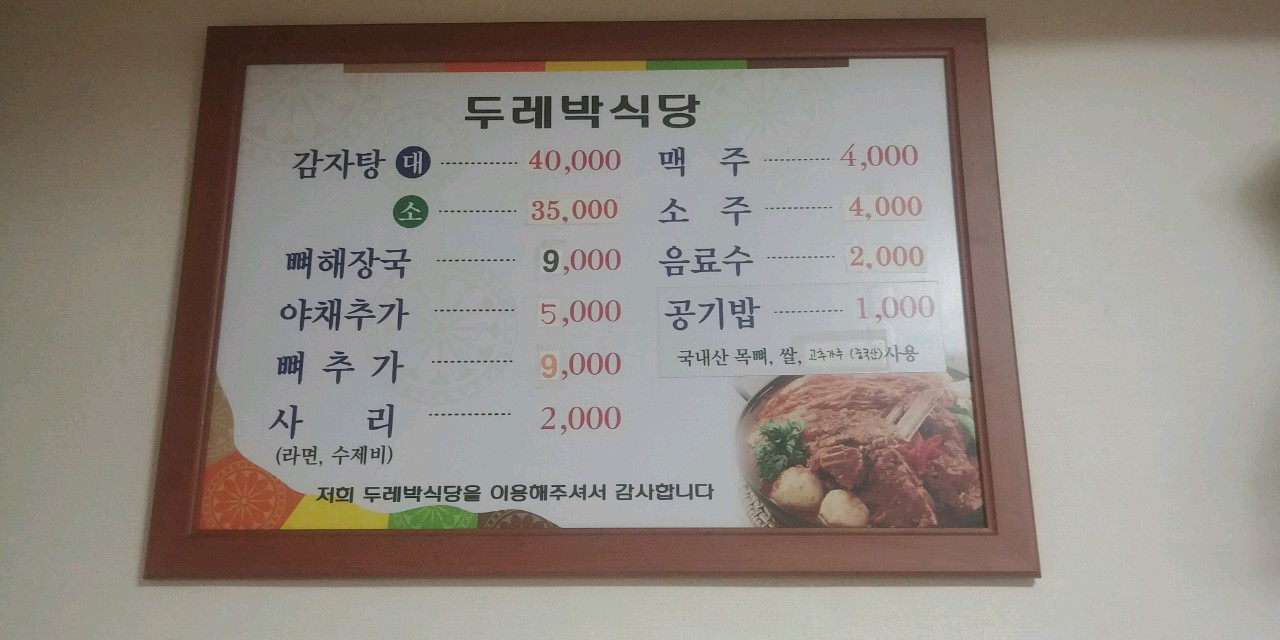 두레박식당
감자탕 대 40,000
소 35,000
뼈해장국 9,000
야채추가 5,000
뼈 추 가 9,000
사 리 2,000
(라면, 수제비)
맥 주 4,000
소 주 4,000
음료수 2,000
공기밥 1,000
국내산 목뼈, 쌀, 고추가루 (중국산)사용
저희 두레박식당을 이용해주셔서 감사합니다